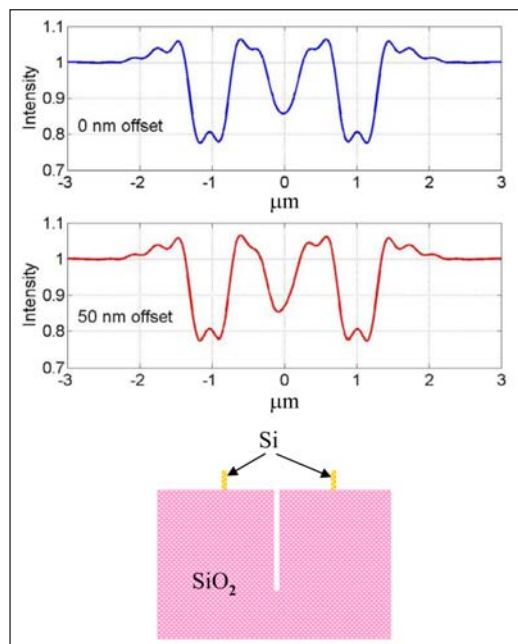 1.1
1
0.9
0.8
0.7
Intensity
0 nm offset
-3 -2 -1 0 1 2 3
μm
1.1
1
0.9
0.8
0.7
Intensity
50 nm offset
-3 -2 -1 0 1 2 3
μm
Si
SiO₂